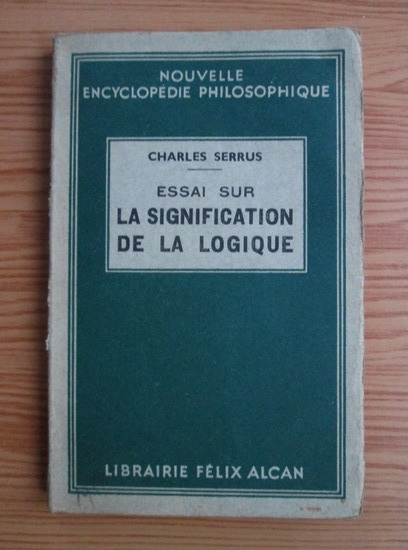 NOUVELLE
ENCYCLOPÉDIE PHILOSOPHIQUE
CHARLES SERRUS
ESSAI SUR
LA SIGNIFICATION
DE LA LOGIQUE
LIBRAIRIE FÉLIX ALCAN